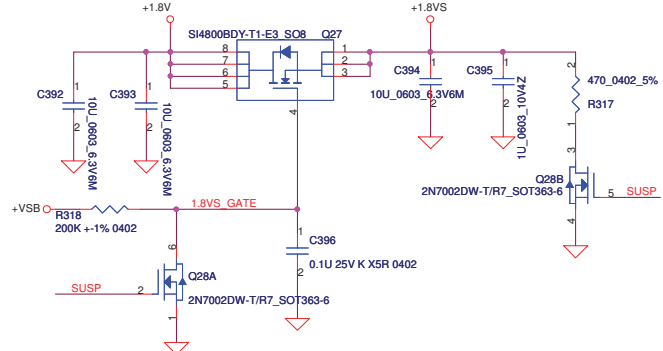 +1.8V
+1.8VS
SI4800BDY-T1-E3_SO8 Q27
8
7
6
5
1
2
3
4
C392
1
2
10U_0603_6.3V6M
C393
1
2
10U_0603_6.3V6M
C394
1
2
10U_0603_6.3V6M
C395
1
2
1U_0603_10V4Z
2
470_0402_5%
R317
1
3
Q28B
2N7002DW-T/R7_SOT363-6
5
SUSP
4
+VSB
R318
200K +-1% 0402
1.8VS_GATE
1
C396
0.1U 25V K X5R 0402
2
6
Q28A
2N7002DW-T/R7_SOT363-6
SUSP
2
1